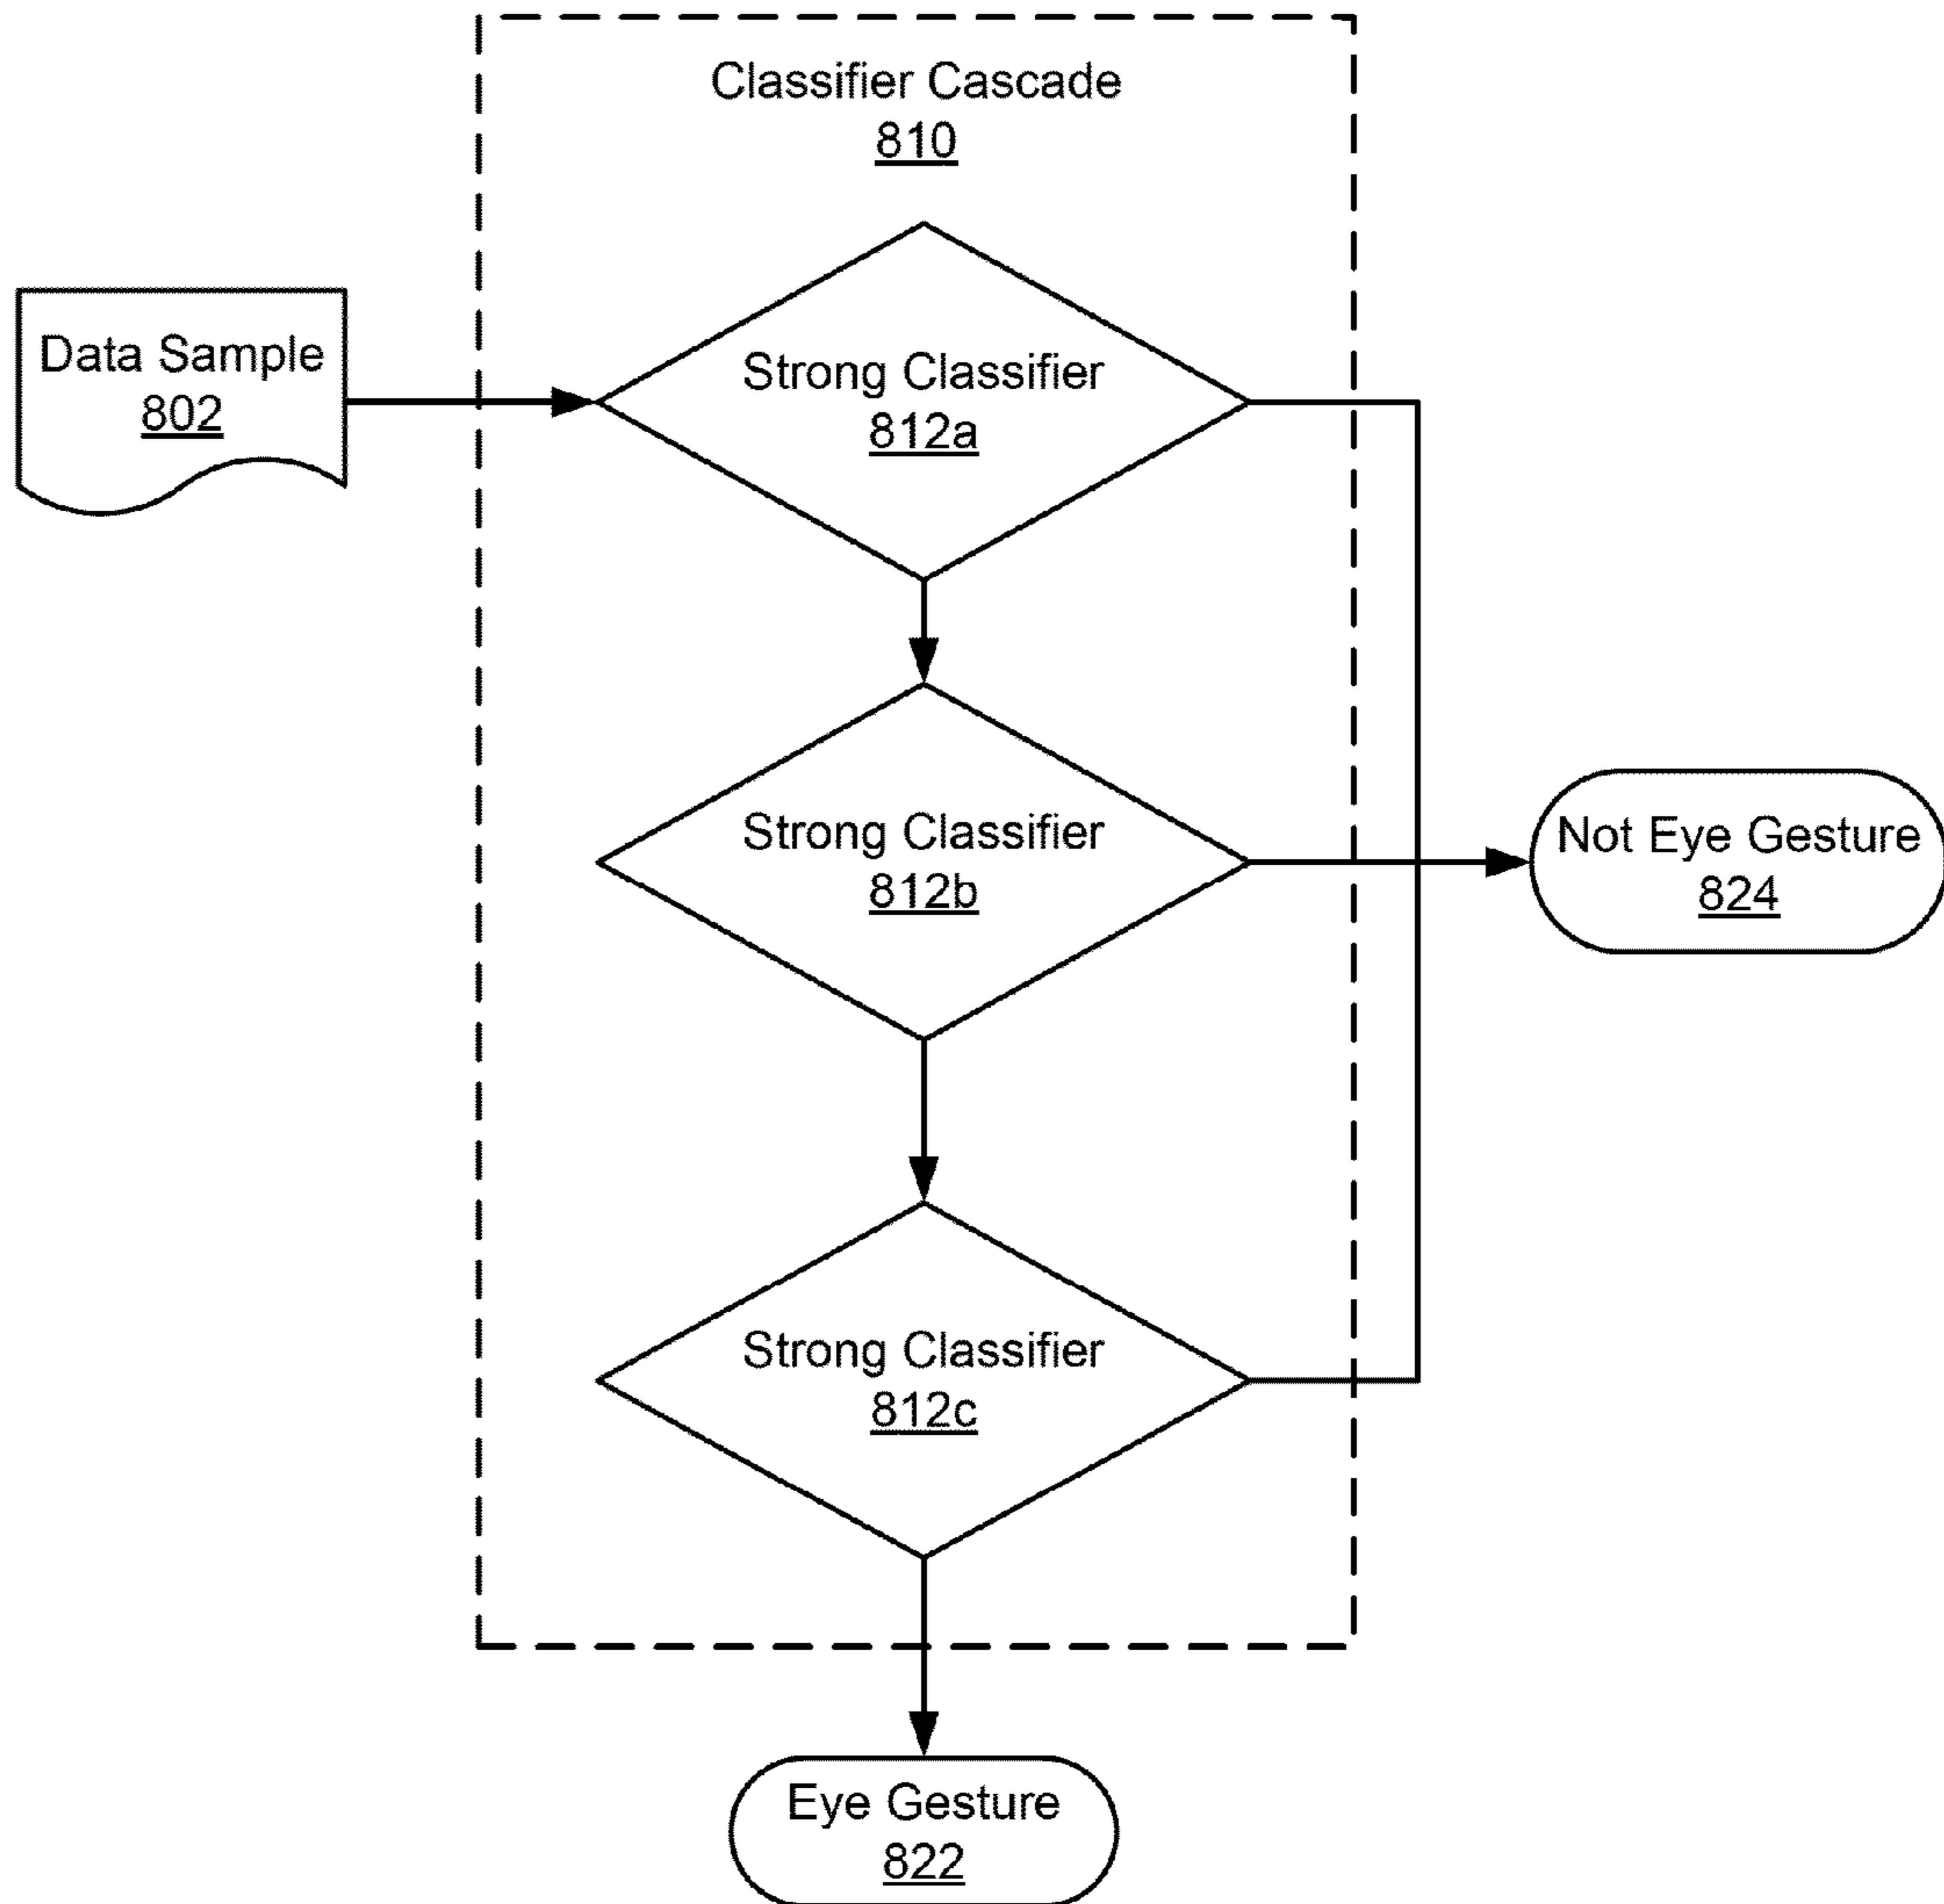 Classifier Cascade
810
Data Sample
802
Strong Classifier
812a
Strong Classifier
812b
Not Eye Gesture
824
Strong Classifier
812c
Eye Gesture
822